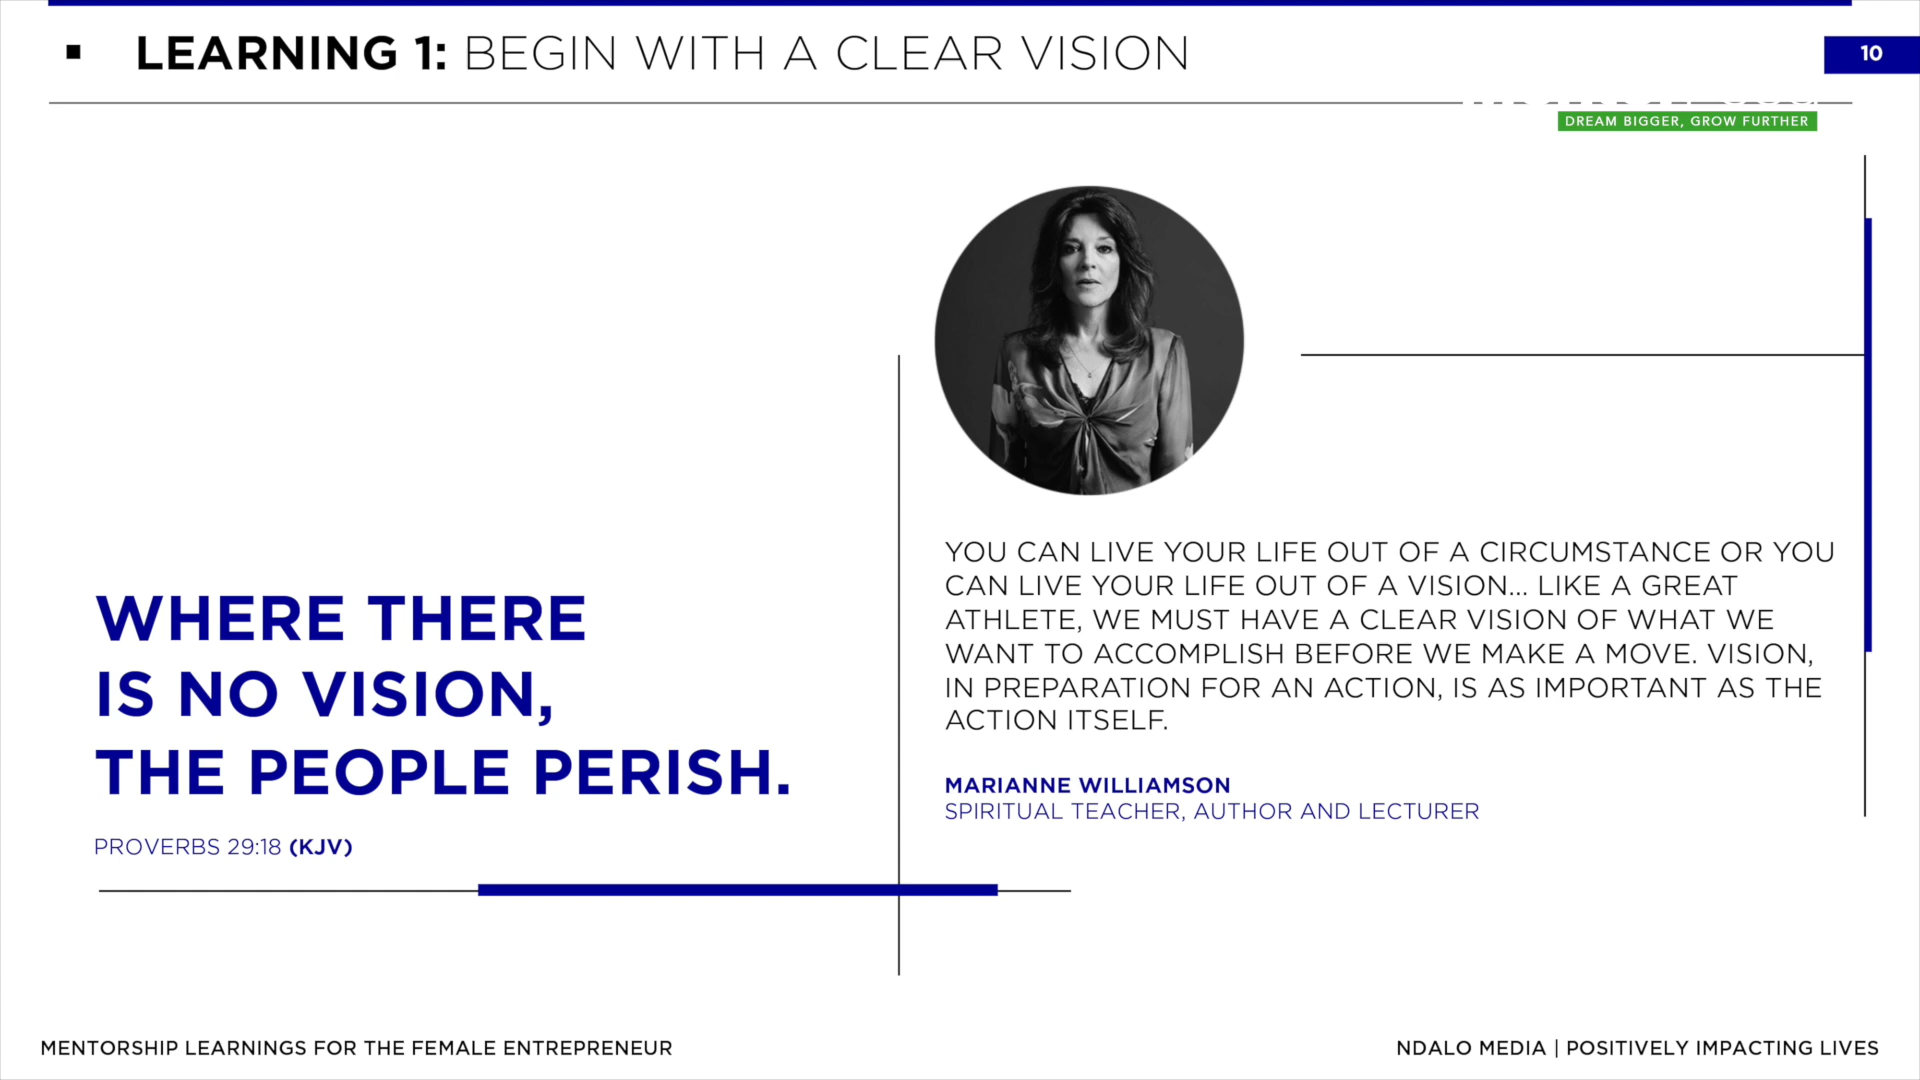 LEARNING 1: BEGIN WITH A CLEAR VISION
10
DREAM BIGGER, GROW FURTHER
WHERE THERE
IS NO VISION,
THE PEOPLE PERISH.
PROVERBS 29:18 (KJV)
YOU CAN LIVE YOUR LIFE OUT OF A CIRCUMSTANCE OR YOU
CAN LIVE YOUR LIFE OUT OF A VISION... LIKE A GREAT
ATHLETE, WE MUST HAVE A CLEAR VISION OF WHAT WE
WANT TO ACCOMPLISH BEFORE WE MAKE A MOVE. VISION,
IN PREPARATION FOR AN ACTION, IS AS IMPORTANT AS THE
ACTION ITSELF.
MARIANNE WILLIAMSON
SPIRITUAL TEACHER, AUTHOR AND LECTURER
MENTORSHIP LEARNINGS FOR THE FEMALE ENTREPRENEUR
NDALO MEDIA | POSITIVELY IMPACTING LIVES